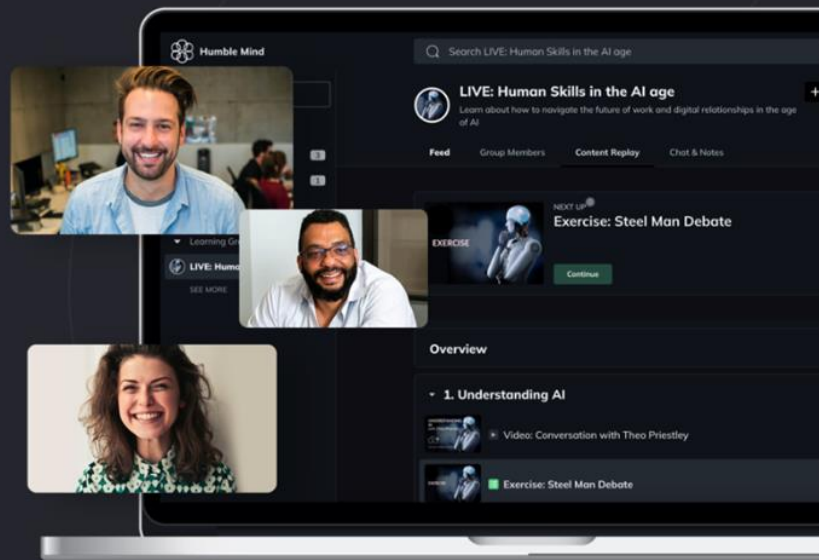 Humble Mind
Search LIVE: Human Skills in the AI age
LIVE: Human Skills in the AI age
Learn about how to navigate the future of work and digital relationships in the age
of AI
3
1
Feed
Group Members
Content Replay
Chat & Notes
NEXT UP
Exercise: Steel Man Debate
EXERCISE
Continue
Learning Gr
LIVE: Huma
SEE MORE
Overview
1. Understanding AI
Video: Conversation with Theo Priestley
Exercise: Steel Man Debate